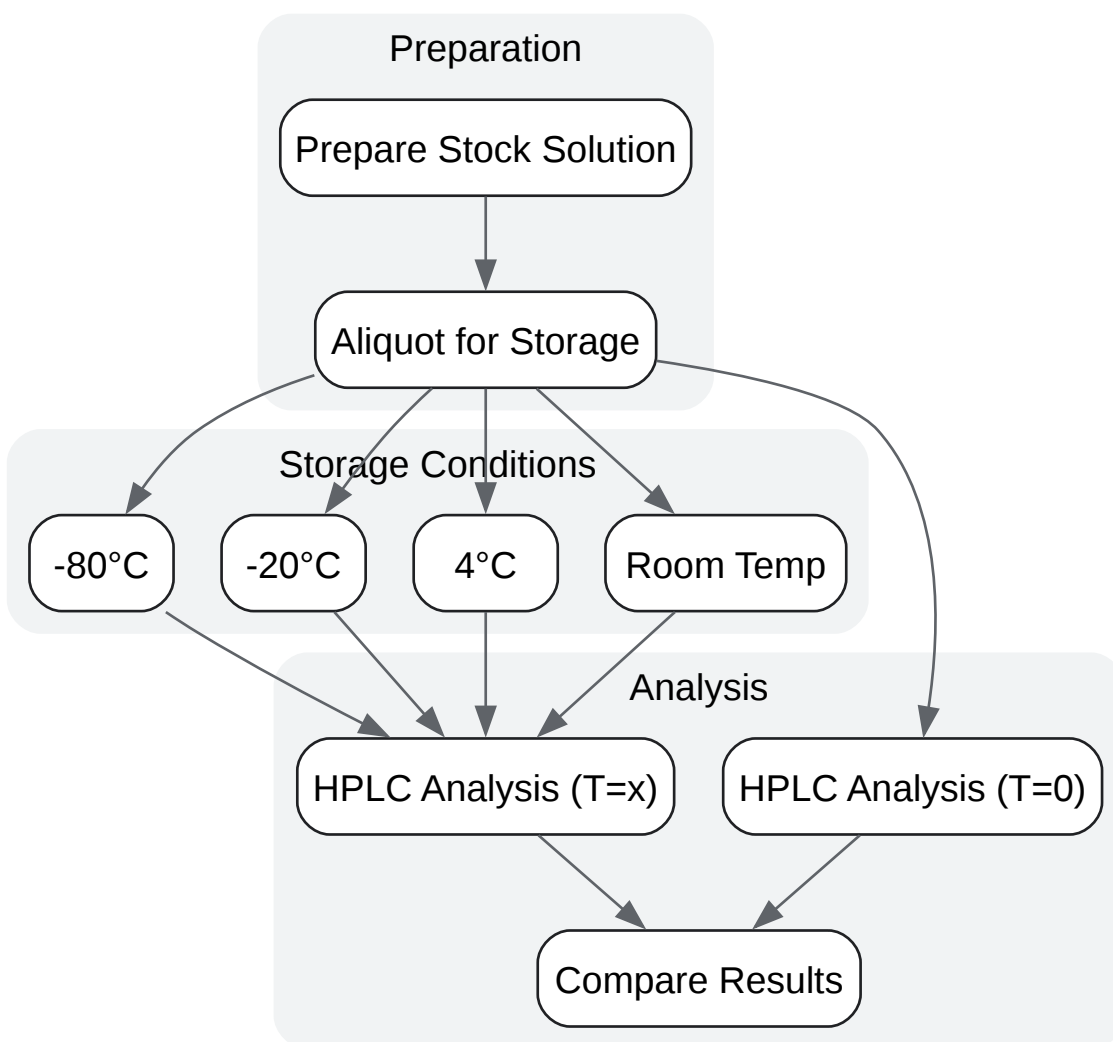 Preparation
Prepare Stock Solution
Aliquot for Storage
Storage Conditions
-80°C
-20°C
4°C
Room Temp
Analysis
HPLC Analysis (T=x)
HPLC Analysis (T=0)
Compare Results